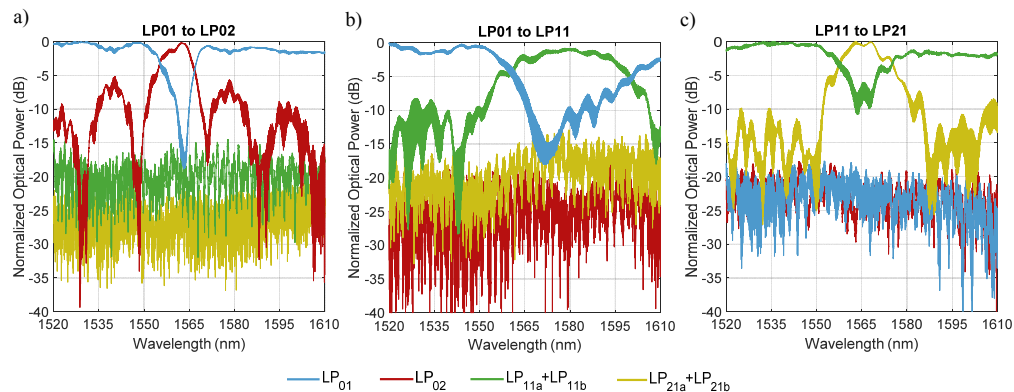 a)
LP01 to LP02
Normalized Optical Power (dB)
0
-5
-10
-15
-20
-25
-30
-35
-40
1520 1535 1550 1565 1580 1595 1610
Wavelength (nm)
b)
LP01 to LP11
Normalized Optical Power (dB)
0
-5
-10
-15
-20
-25
-30
-35
-40
1520 1535 1550 1565 1580 1595 1610
Wavelength (nm)
c)
LP11 to LP21
Normalized Optical Power (dB)
0
-5
-10
-15
-20
-25
-30
-35
-40
1520 1535 1550 1565 1580 1595 1610
Wavelength (nm)
LP01 LP02 LP11a+LP11b LP21a+LP21b